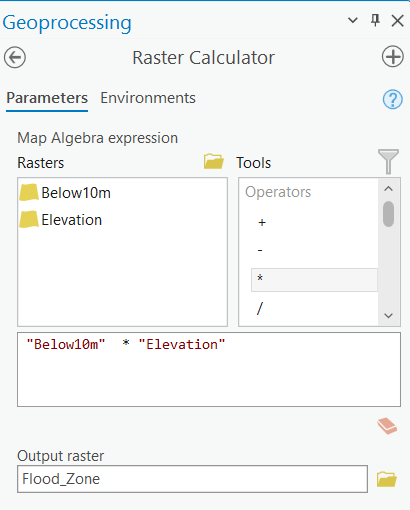 Geoprocessing
Raster Calculator
Parameters Environments
?
Map Algebra expression
Rasters Tools
Below10m
Elevation
Operators
+
-
*
/
"Below10m"  * "Elevation"
Output raster
Flood_Zone